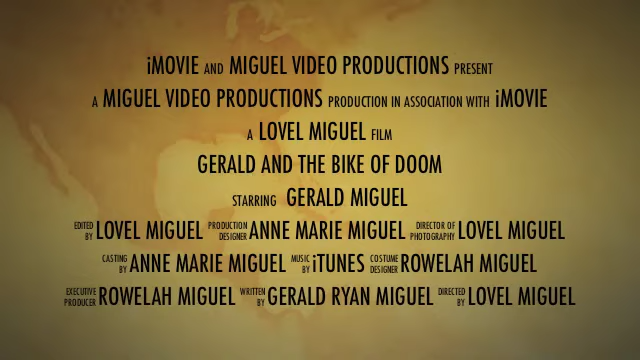 iMOVIE AND MIGUEL VIDEO PRODUCTIONS PRESENT
A MIGUEL VIDEO PRODUCTIONS PRODUCTION IN ASSOCIATION WITH iMOVIE
A LOVEL MIGUEL FILM
GERALD AND THE BIKE OF DOOM
STARRING GERALD MIGUEL
EDITED BY LOVEL MIGUEL PRODUCTION DESIGNER ANNE MARIE MIGUEL DIRECTOR OF PHOTOGRAPHY LOVEL MIGUEL
CASTING BY ANNE MARIE MIGUEL MUSIC BY iTUNES COSTUME DESIGNER ROWELAH MIGUEL
EXECUTIVE PRODUCER ROWELAH MIGUEL WRITTEN BY GERALD RYAN MIGUEL DIRECTED BY LOVEL MIGUEL